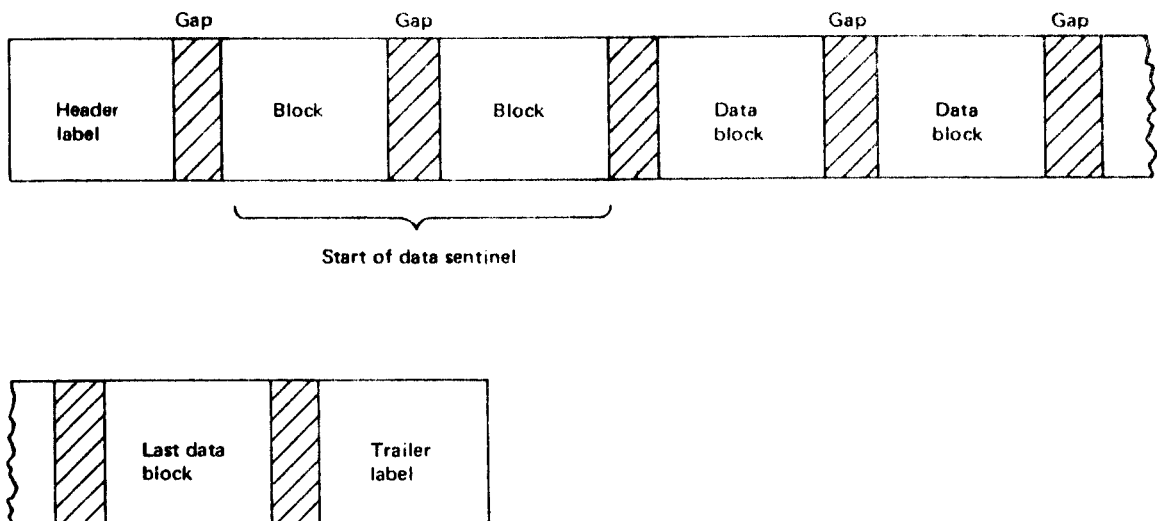 Gap Gap Gap Gap
Header label
Block
Block
Data block
Data block
Start of data sentinel
Last data block
Trailer label